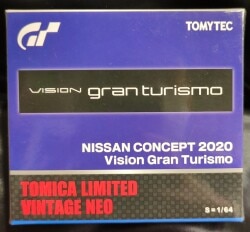 GT
TOMYTEC
VISION gran turismo
NISSAN CONCEPT 2020
Vision Gran Turismo
TOMICA LIMITED
VINTAGE NEO
S=1/64